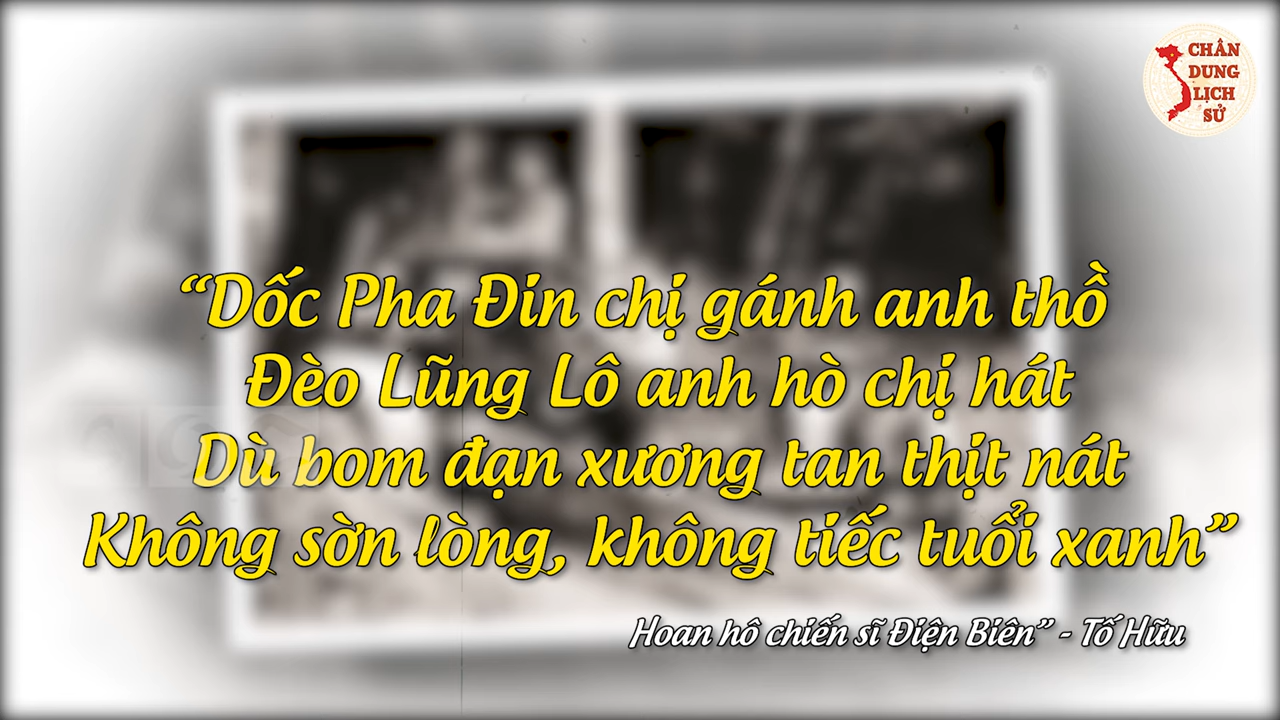 CHÂN
DUNG
LỊCH
SỬ
“Dốc Pha Đin chị gánh anh thồ
Đèo Lũng Lô anh hò chị hát
Dù bom đạn xương tan thịt nát
Không sờn lòng, không tiếc tuổi xanh”
Hoan hô chiến sĩ Điện Biên” - Tố Hữu